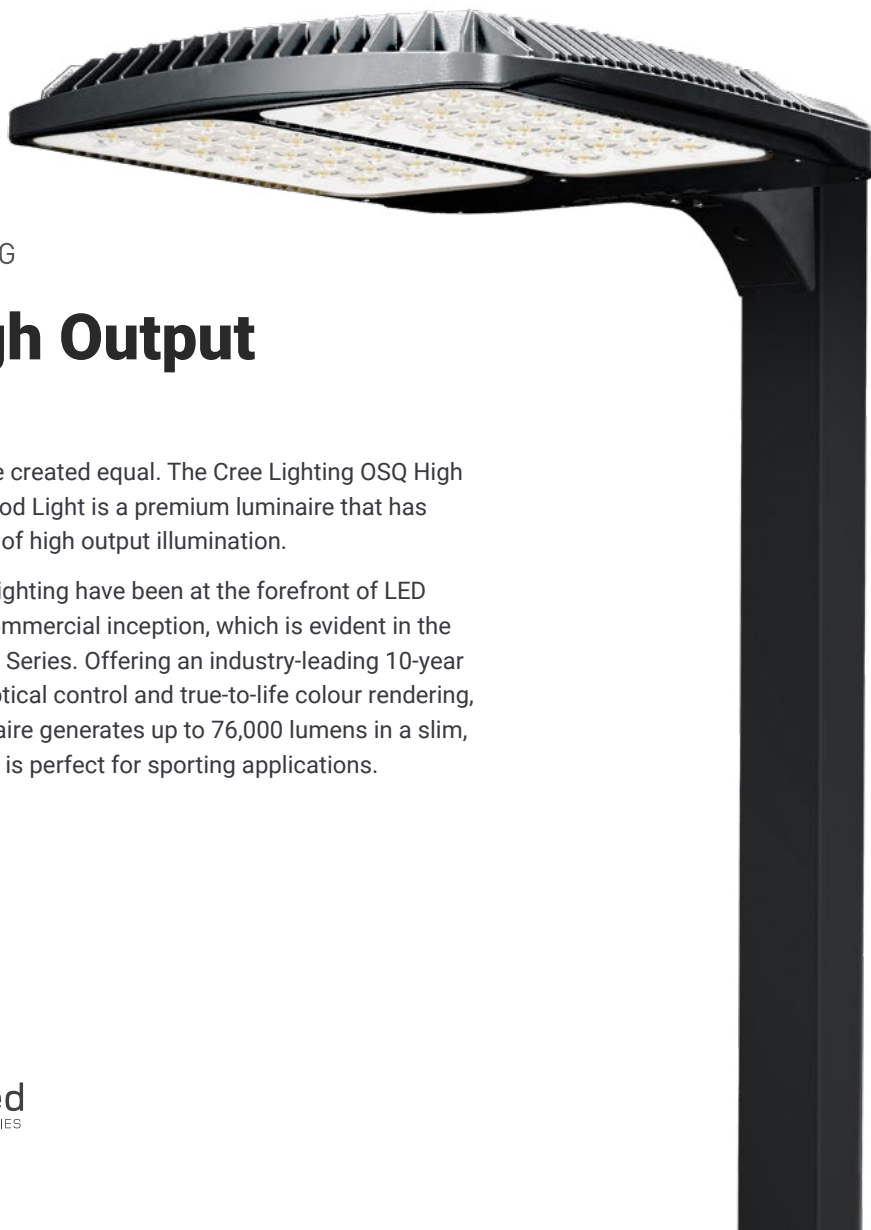 G
gh Output
e created equal. The Cree Lighting OSQ High
od Light is a premium luminaire that has
of high output illumination.
ighting have been at the forefront of LED
mmercial inception, which is evident in the
Series. Offering an industry-leading 10-year
ptical control and true-to-life colour rendering,
aire generates up to 76,000 lumens in a slim,
is perfect for sporting applications.
ed
IES